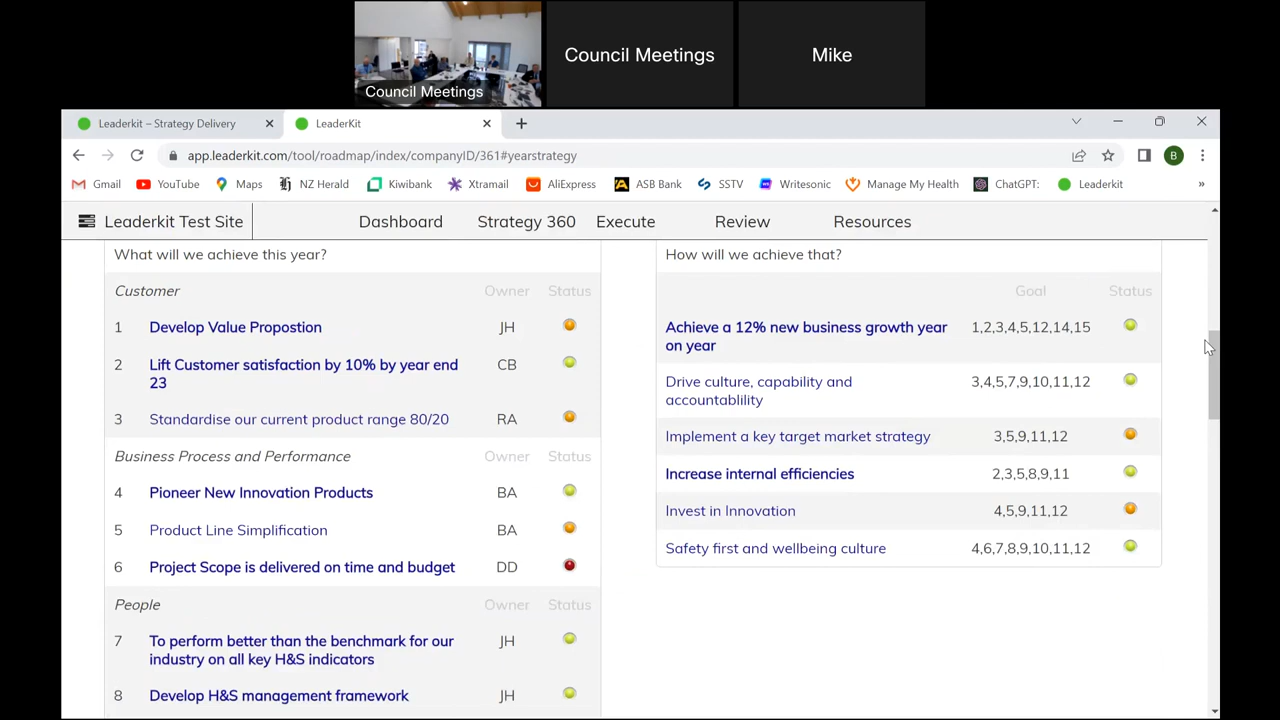 Council Meetings
Council Meetings
Mike
Leaderkit – Strategy Delivery
LeaderKit
app.leaderkit.com/tool/roadmap/index/companyID/361#yearstrategy
B
Gmail YouTube Maps NZ Herald Kiwibank Xtramail AliExpress ASB Bank SSTV Writesonic Manage My Health ChatGPT: Leaderkit »
Leaderkit Test Site Dashboard Strategy 360 Execute Review Resources
What will we achieve this year?
Customer Owner Status
1 Develop Value Propostion JH
2 Lift Customer satisfaction by 10% by year end CB
23
3 Standardise our current product range 80/20 RA
Business Process and Performance Owner Status
4 Pioneer New Innovation Products BA
5 Product Line Simplification BA
6 Project Scope is delivered on time and budget DD
People Owner Status
7 To perform better than the benchmark for our JH
industry on all key H&S indicators
8 Develop H&S management framework JH
How will we achieve that?
Goal Status
Achieve a 12% new business growth year 1,2,3,4,5,12,14,15
on year
Drive culture, capability and 3,4,5,7,9,10,11,12
accountablility
Implement a key target market strategy 3,5,9,11,12
Increase internal efficiencies 2,3,5,8,9,11
Invest in Innovation 4,5,9,11,12
Safety first and wellbeing culture 4,6,7,8,9,10,11,12